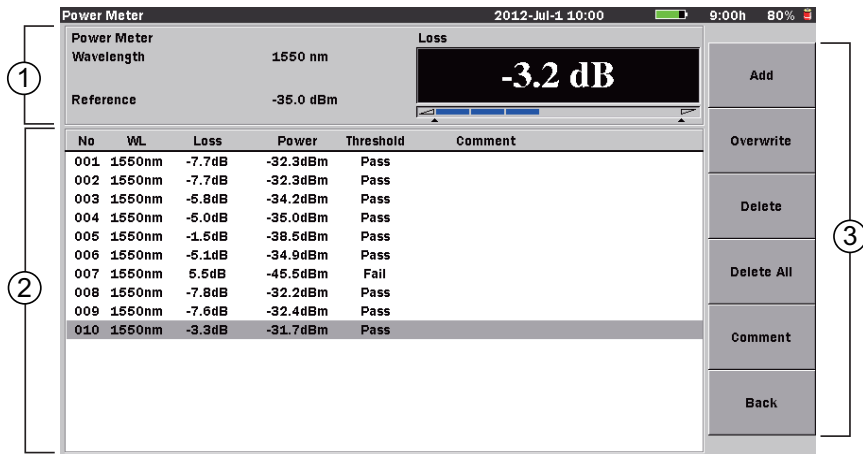 Power Meter 2012-Jul-1 10:00 9:00h 80%
Power Meter Loss
Wavelength 1550 nm
-3.2 dB
Reference -35.0 dBm
No WL Loss Power Threshold Comment
001 1550nm -7.7dB -32.3dBm Pass
002 1550nm -7.7dB -32.3dBm Pass
003 1550nm -5.8dB -34.2dBm Pass
004 1550nm -5.0dB -35.0dBm Pass
005 1550nm -1.5dB -38.5dBm Pass
006 1550nm -5.1dB -34.9dBm Pass
007 1550nm 5.5dB -45.5dBm Fail
008 1550nm -7.8dB -32.2dBm Pass
009 1550nm -7.6dB -32.4dBm Pass
010 1550nm -3.3dB -31.7dBm Pass
Add
Overwrite
Delete
Delete All
Comment
Back
1
2
3